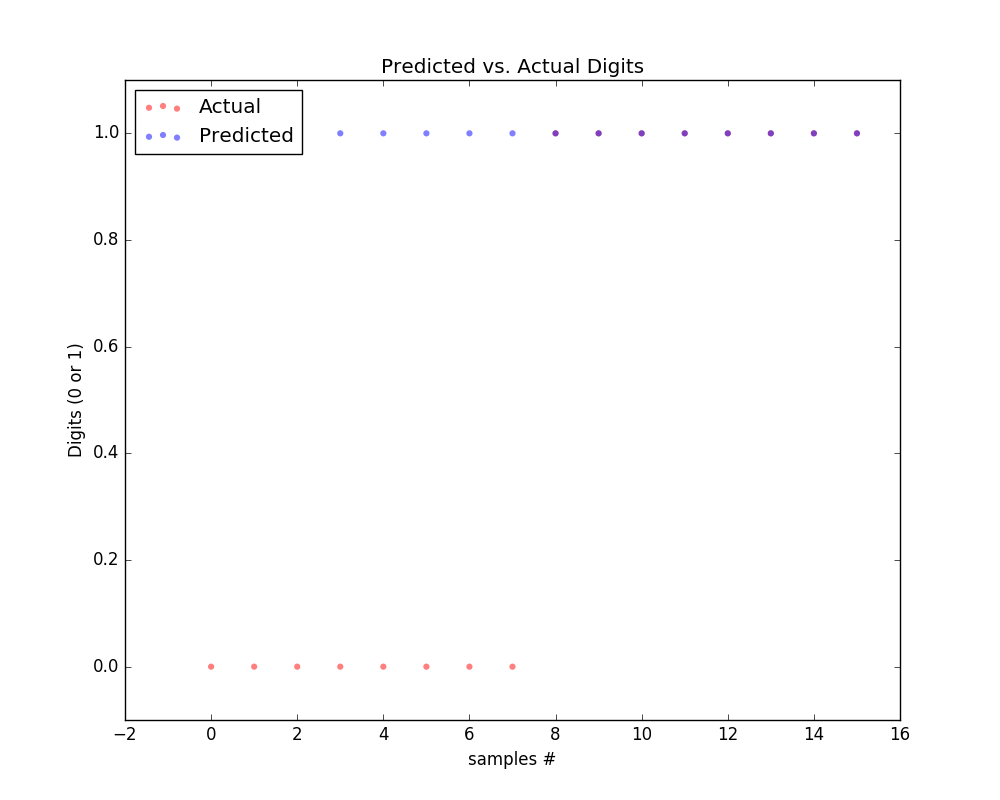 Predicted vs. Actual Digits
Actual
Predicted
1.0
0.8
0.6
0.4
0.2
0.0
Digits (0 or 1)
−2 0 2 4 6 8 10 12 14 16
samples #